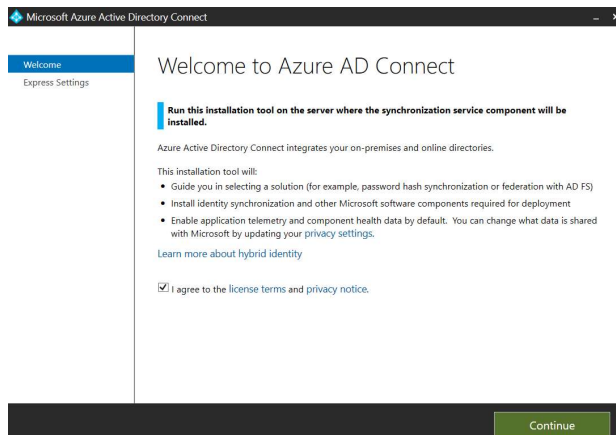 Microsoft Azure Active Directory Connect
Welcome
Express Settings
Welcome to Azure AD Connect
Run this installation tool on the server where the synchronization service component will be
installed.
Azure Active Directory Connect integrates your on-premises and online directories.
This installation tool will:
• Guide you in selecting a solution (for example, password hash synchronization or federation with AD FS)
• Install identity synchronization and other Microsoft software components required for deployment
• Enable application telemetry and component health data by default. You can change what data is shared
with Microsoft by updating your privacy settings.
Learn more about hybrid identity
I agree to the license terms and privacy notice.
Continue